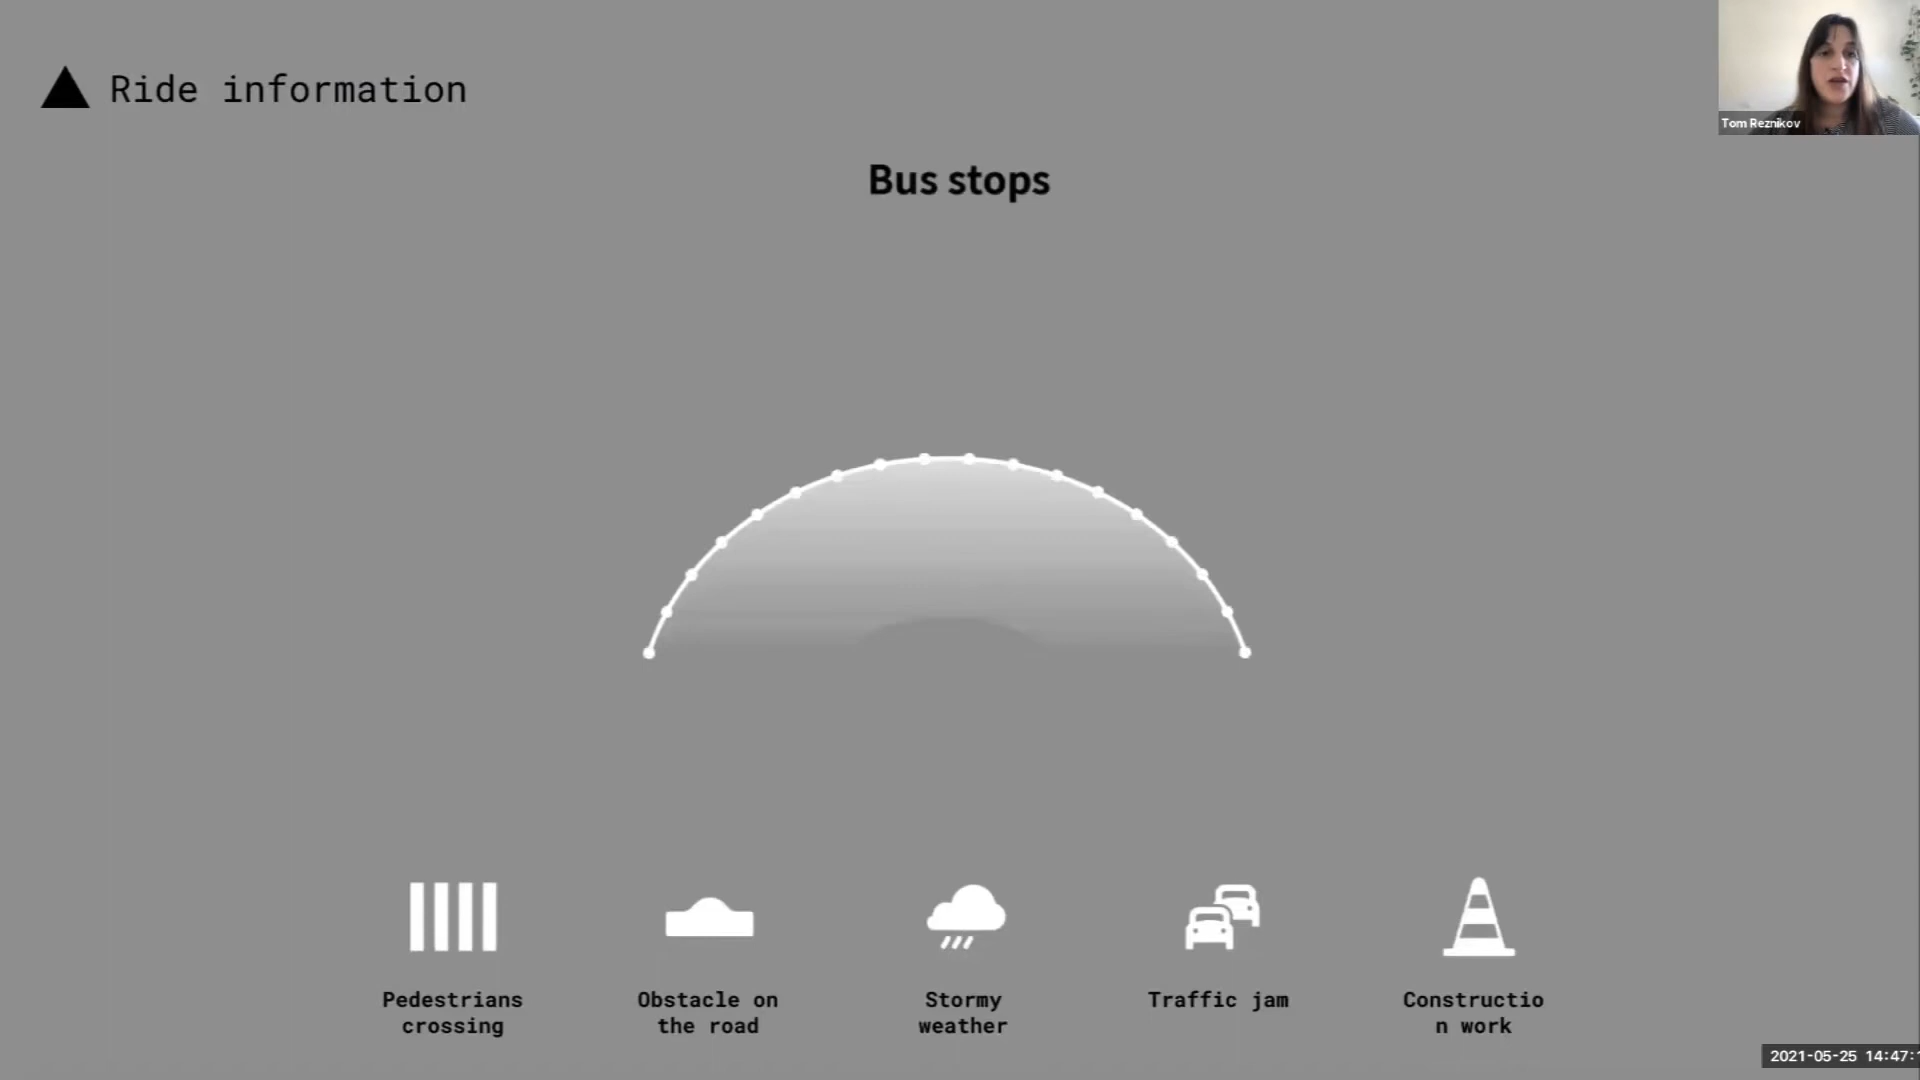 Ride information
Tom Reznikov
Bus stops
Pedestrians
crossing
Obstacle on
the road
Stormy
weather
Traffic jam
Constructio
n work
2021-05-25 14:47:1